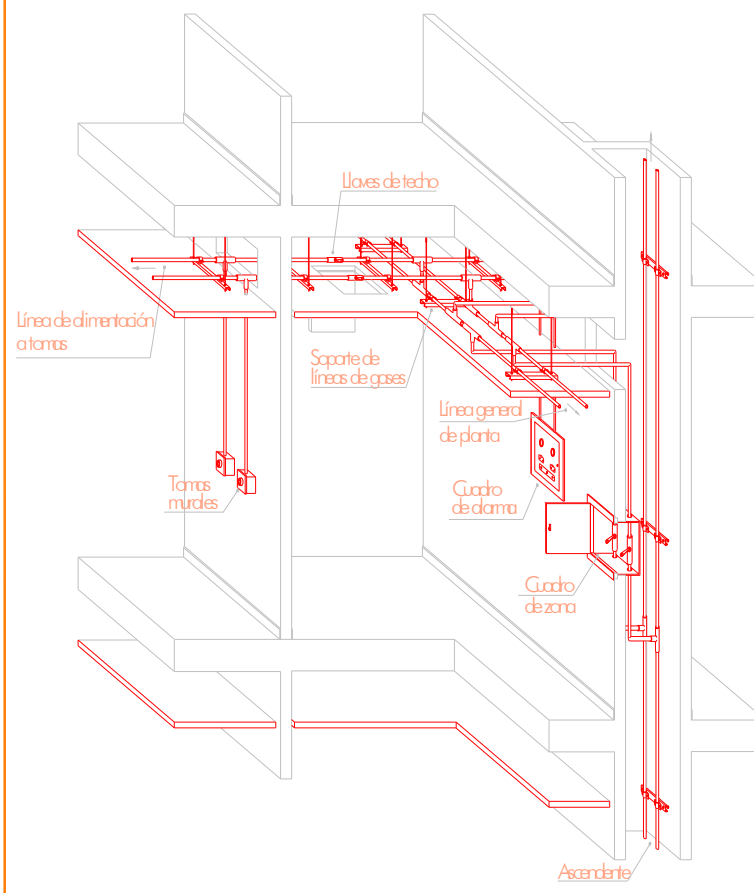 Llaves de techo
Línea de alimentación
a tomas
Soporte de
líneas de gases
Línea general
de planta
Tomas
murales
Cuadro
de alarma
Cuadro
de zona
Ascendente